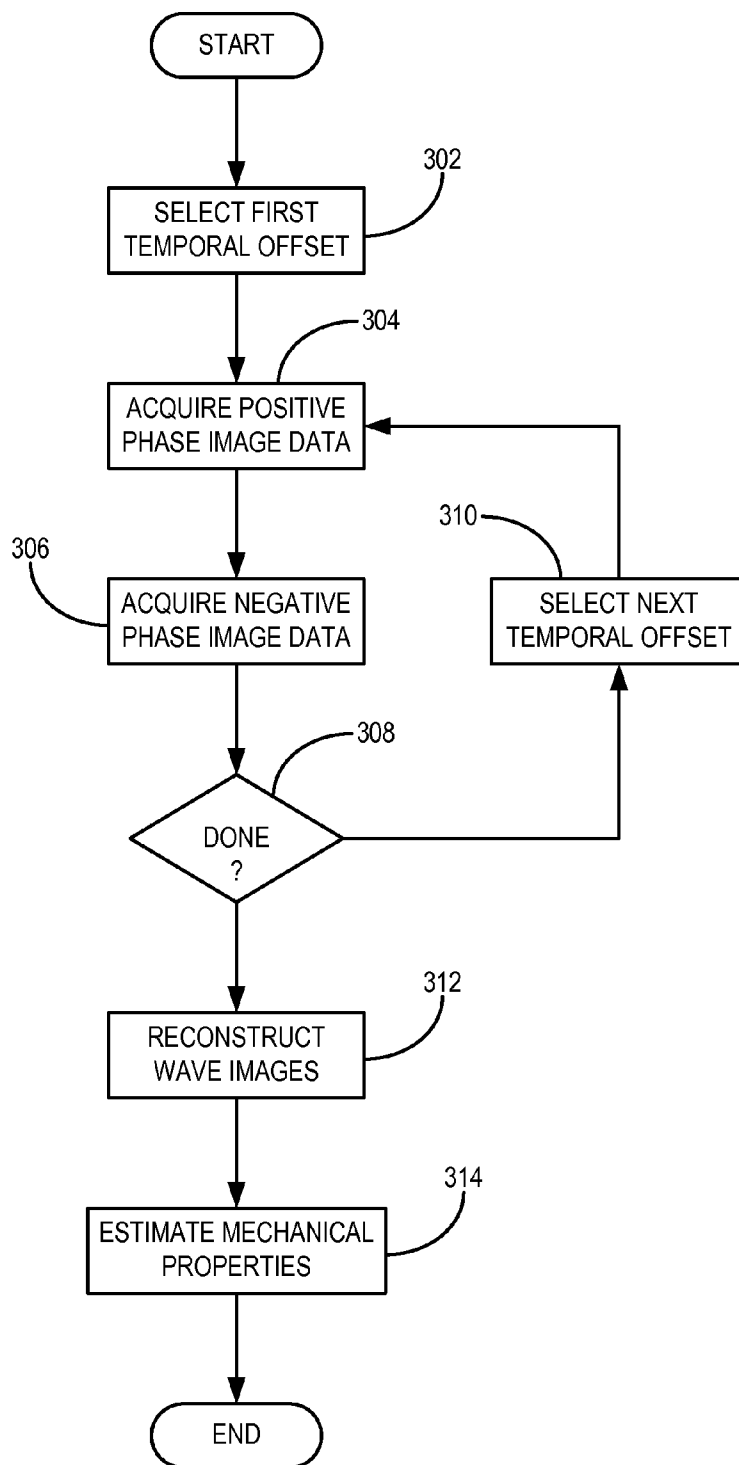 START
302
SELECT FIRST
TEMPORAL OFFSET
304
ACQUIRE POSITIVE
PHASE IMAGE DATA
310
SELECT NEXT
TEMPORAL OFFSET
306
ACQUIRE NEGATIVE
PHASE IMAGE DATA
308
DONE
?
312
RECONSTRUCT
WAVE IMAGES
314
ESTIMATE MECHANICAL
PROPERTIES
END